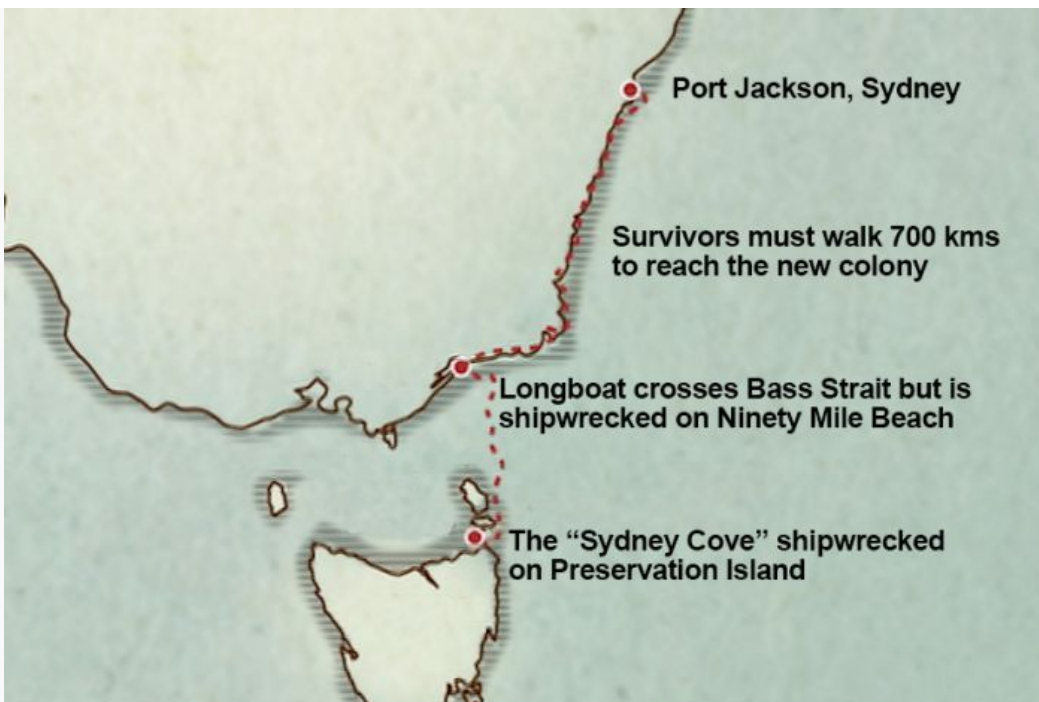 Port Jackson, Sydney
Survivors must walk 700 kms
to reach the new colony
Longboat crosses Bass Strait but is
shipwrecked on Ninety Mile Beach
The “Sydney Cove” shipwrecked
on Preservation Island